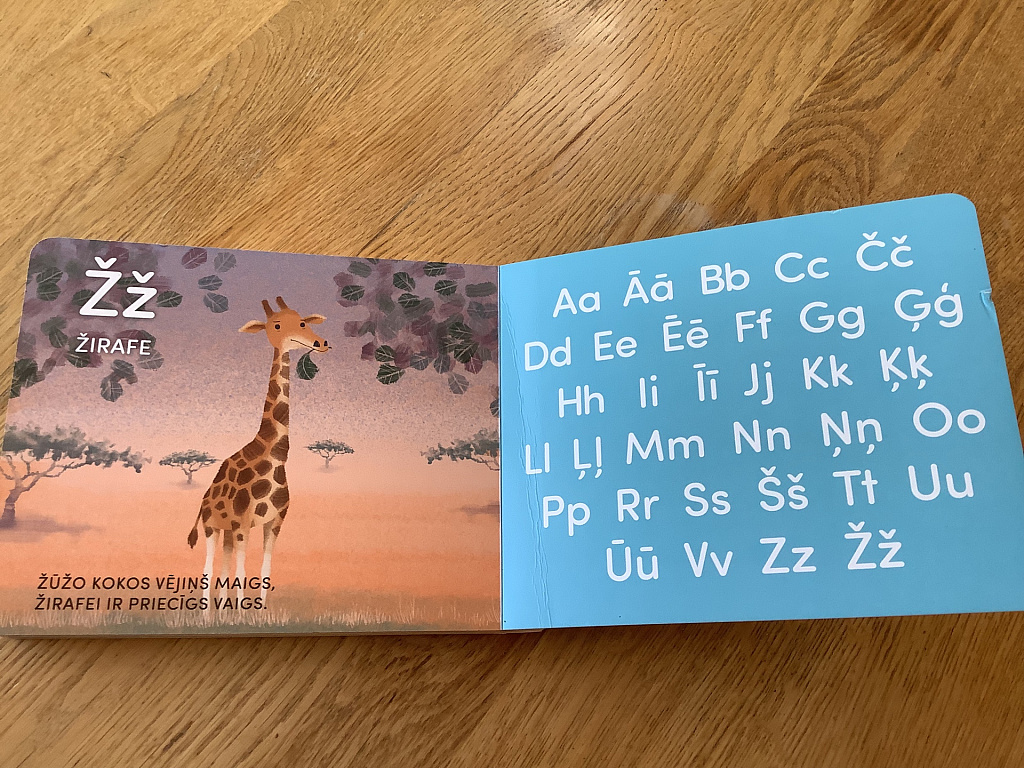 Žž
ŽIRAFE
ŽŪŽO KOKOS VĒJIŅŠ MAIGS,
ŽIRAFEI IR PRIECĪGS VAIGS.
Aa Āā Bb Cc Čč
Dd Ee Ēē Ff Gg Ģģ
Hh Ii Īī Jj Kk Ķķ
Ll Ļļ Mm Nn Ņņ Oo
Pp Rr Ss Šš Tt Uu
Ūū Vv Zz Žž